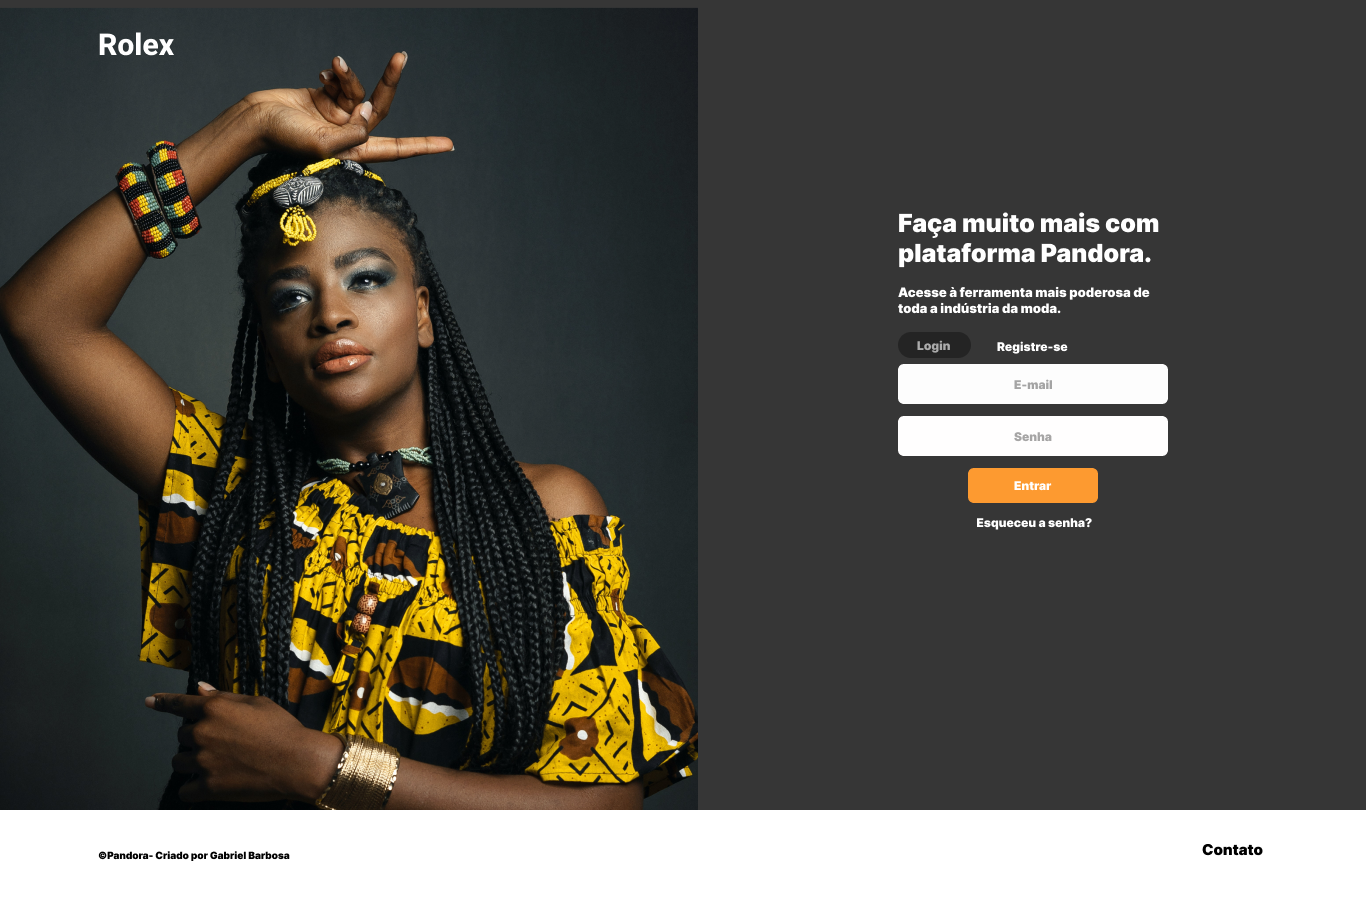 Rolex
Faça muito mais com
plataforma Pandora.
Acesse à ferramenta mais poderosa de
toda a indústria da moda.
Login
Registre-se
E-mail
Senha
Entrar
Esqueceu a senha?
©Pandora- Criado por Gabriel Barbosa
Contato